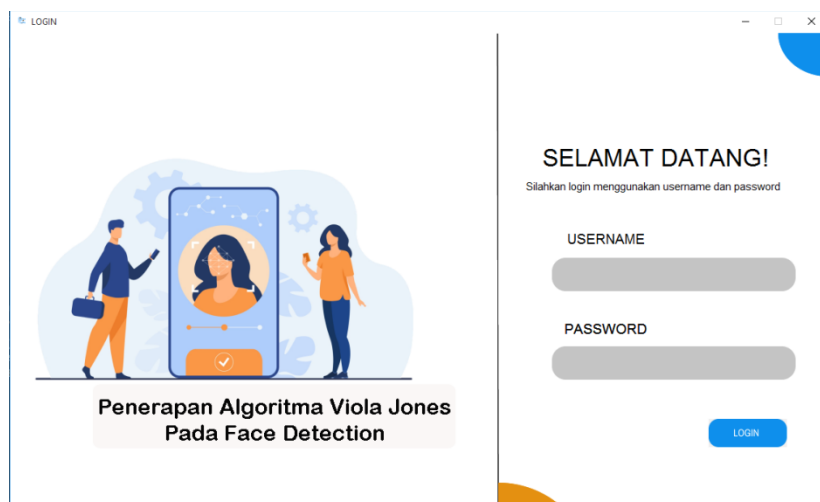 LOGIN
Penerapan Algoritma Viola Jones
Pada Face Detection
SELAMAT DATANG!
Silahkan login menggunakan username dan password
USERNAME
PASSWORD
LOGIN